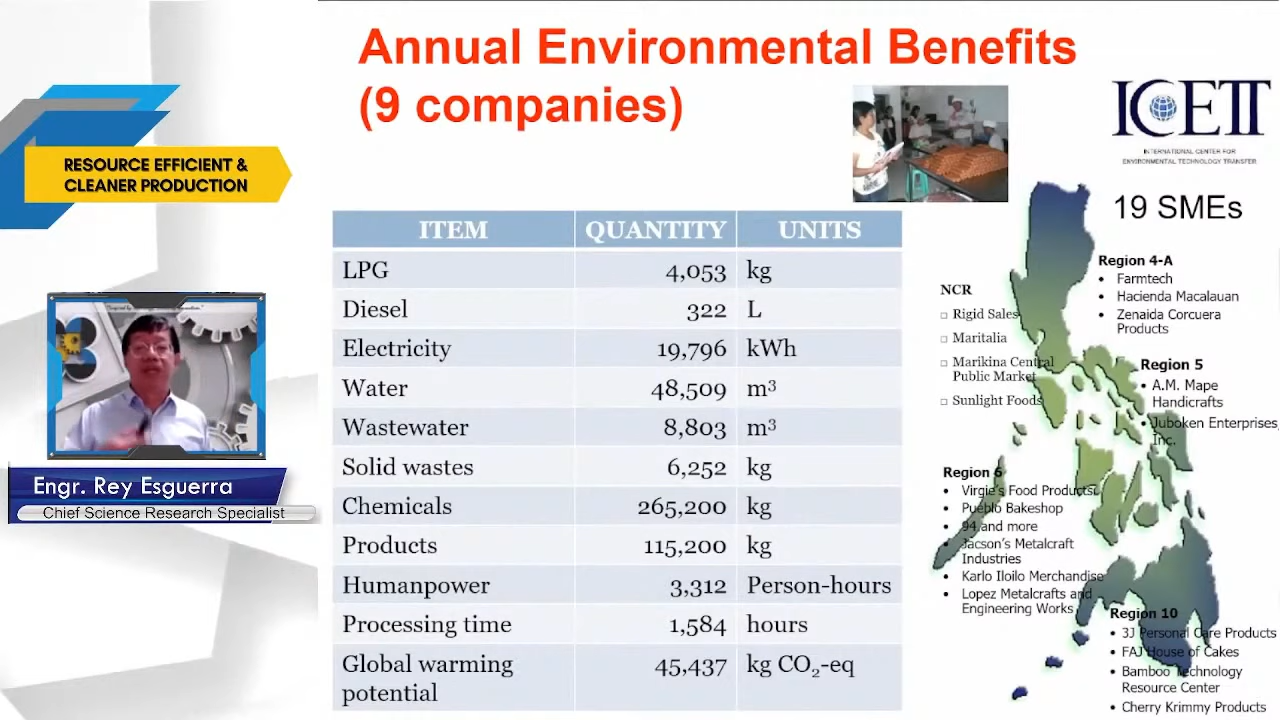 Annual Environmental Benefits
(9 companies)
RESOURCE EFFICIENT &
CLEANER PRODUCTION
Engr. Rey Esguerra
Chief Science Research Specialist
ITEM QUANTITY UNITS
LPG 4,053 kg
Diesel 322 L
Electricity 19,796 kWh
Water 48,509 m³
Wastewater 8,803 m³
Solid wastes 6,252 kg
Chemicals 265,200 kg
Products 115,200 kg
Humanpower 3,312 Person-hours
Processing time 1,584 hours
Global warming 45,437 kg CO₂-eq
potential
ICETT
INTERNATIONAL CENTER FOR
ENVIRONMENTAL TECHNOLOGY TRANSFER
19 SMEs
NCR
□ Rigid Sales
□ Maritalia
□ Marikina Central
Public Market
□ Sunlight Foods
Region 4-A
• Farmtech
• Hacienda Macalauan
• Zenaida Corcuera
Products
Region 5
• A.M. Mape
Handicrafts
• Juboken Enterprises,
Inc.
Region 6
• Virgie's Food Products
• Pueblo Bakeshop
• 94 and more
• Jacson's Metalcraft
Industries
• Karlo Iloilo Merchandise
• Lopez Metalcrafts and
Engineering Works
Region 10
• 3J Personal Care Products
• FAJ House of Cakes
• Bamboo Technology
Resource Center
• Cherry Krimmy Products